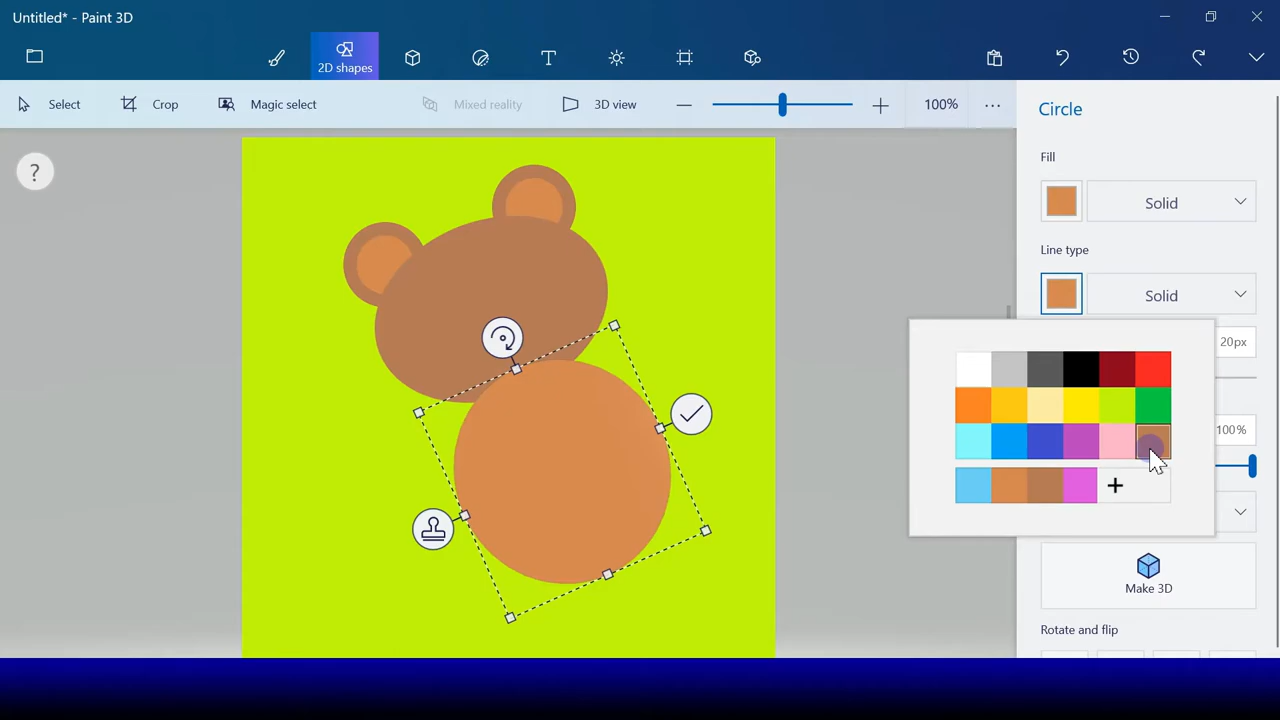 Untitled* - Paint 3D
2D shapes
Select
Crop
Magic select
Mixed reality
3D view
100%
?
Circle
Fill
Solid
Line type
Solid
20px
100%
Make 3D
Rotate and flip